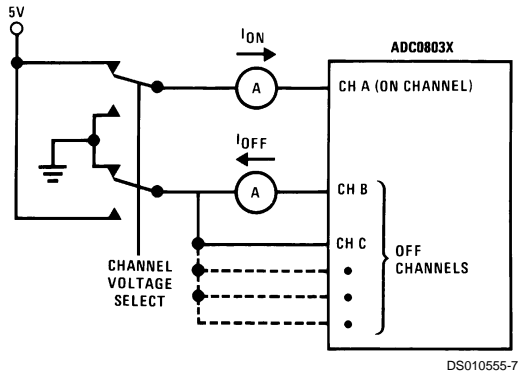 5V
ION
ADC0803X
A
CH A (ON CHANNEL)
IOFF
A
CH B
CH C
OFF
CHANNELS
CHANNEL
VOLTAGE
SELECT
DS010555-7